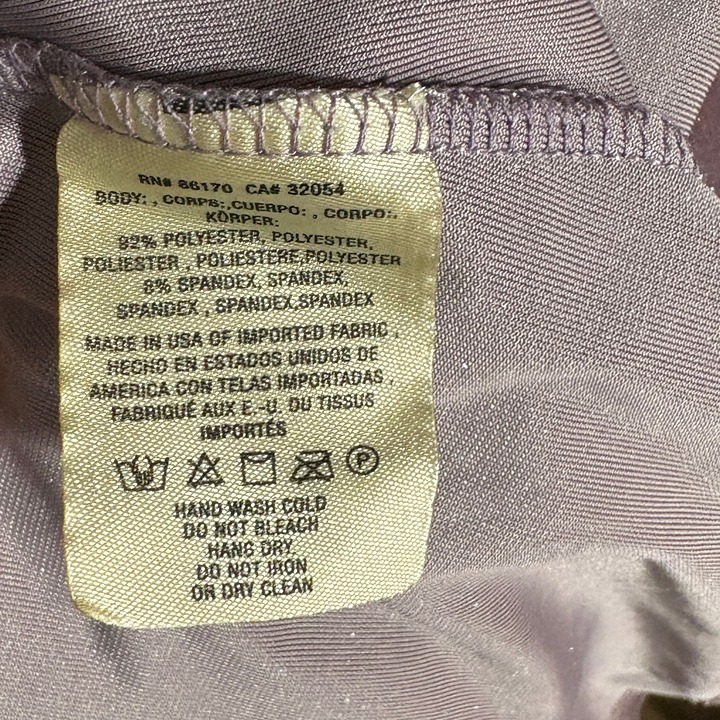 RN# 86170 CA# 32054
BODY: , CORPS:,CUERPO: , CORPO:,
KÖRPER:
92% POLYESTER, POLYESTER,
POLIESTER , POLIESTERE,POLYESTER
8% SPANDEX, SPANDEX,
SPANDEX , SPANDEX,SPANDEX
MADE IN USA OF IMPORTED FABRIC ,
HECHO EN ESTADOS UNIDOS DE
AMERICA CON TELAS IMPORTADAS ,
FABRIQUÉ AUX E.-U. DU TISSUS
IMPORTÉS
P
HAND WASH COLD
DO NOT BLEACH
HANG DRY
DO NOT IRON
OR DRY CLEAN